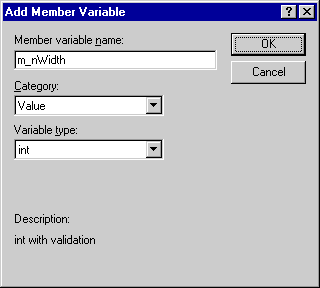 Add Member Variable
Member variable name:
OK
m_nWidth
Cancel
Category:
Value
Variable type:
int
Description:
int with validation